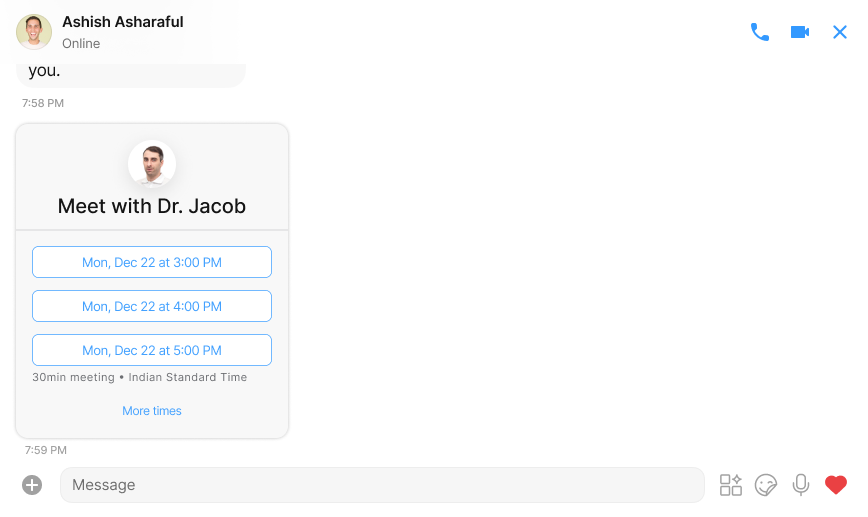 Ashish Asharaful
Online
you.
7:58 PM
Meet with Dr. Jacob
Mon, Dec 22 at 3:00 PM
Mon, Dec 22 at 4:00 PM
Mon, Dec 22 at 5:00 PM
30min meeting • Indian Standard Time
More times
7:59 PM
Message